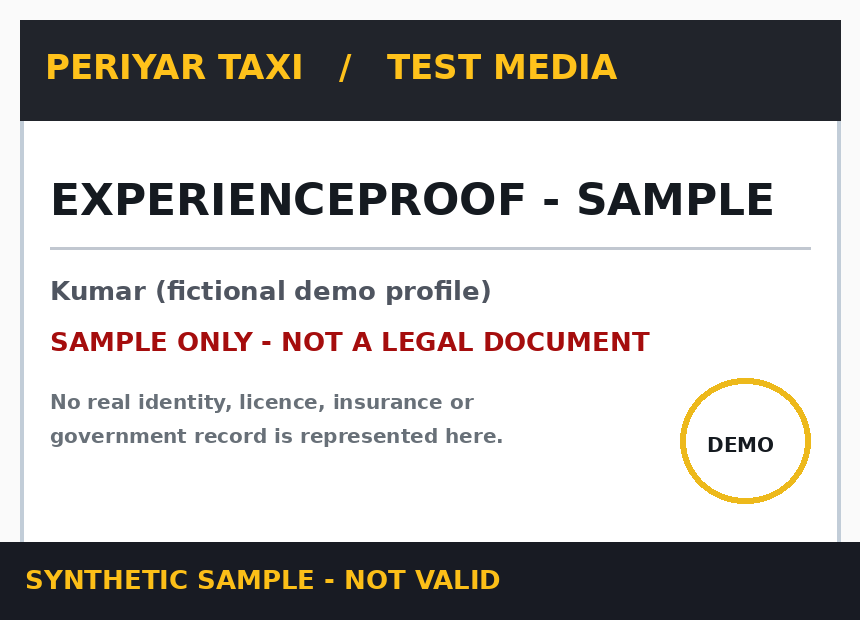 PERIYAR TAXI / TEST MEDIA
EXPERIENCEPROOF - SAMPLE
Kumar (fictional demo profile)
SAMPLE ONLY - NOT A LEGAL DOCUMENT
No real identity, licence, insurance or
government record is represented here.
DEMO
SYNTHETIC SAMPLE - NOT VALID